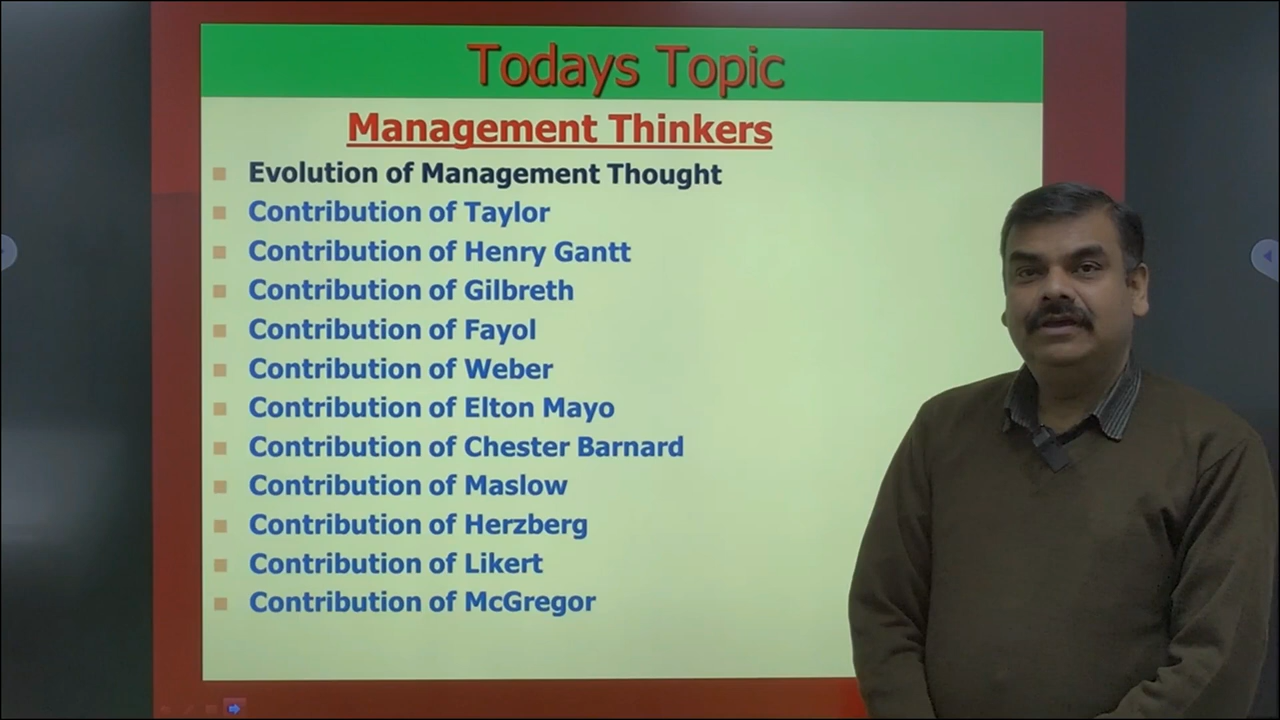 Todays Topic
Management Thinkers
Evolution of Management Thought
Contribution of Taylor
Contribution of Henry Gantt
Contribution of Gilbreth
Contribution of Fayol
Contribution of Weber
Contribution of Elton Mayo
Contribution of Chester Barnard
Contribution of Maslow
Contribution of Herzberg
Contribution of Likert
Contribution of McGregor